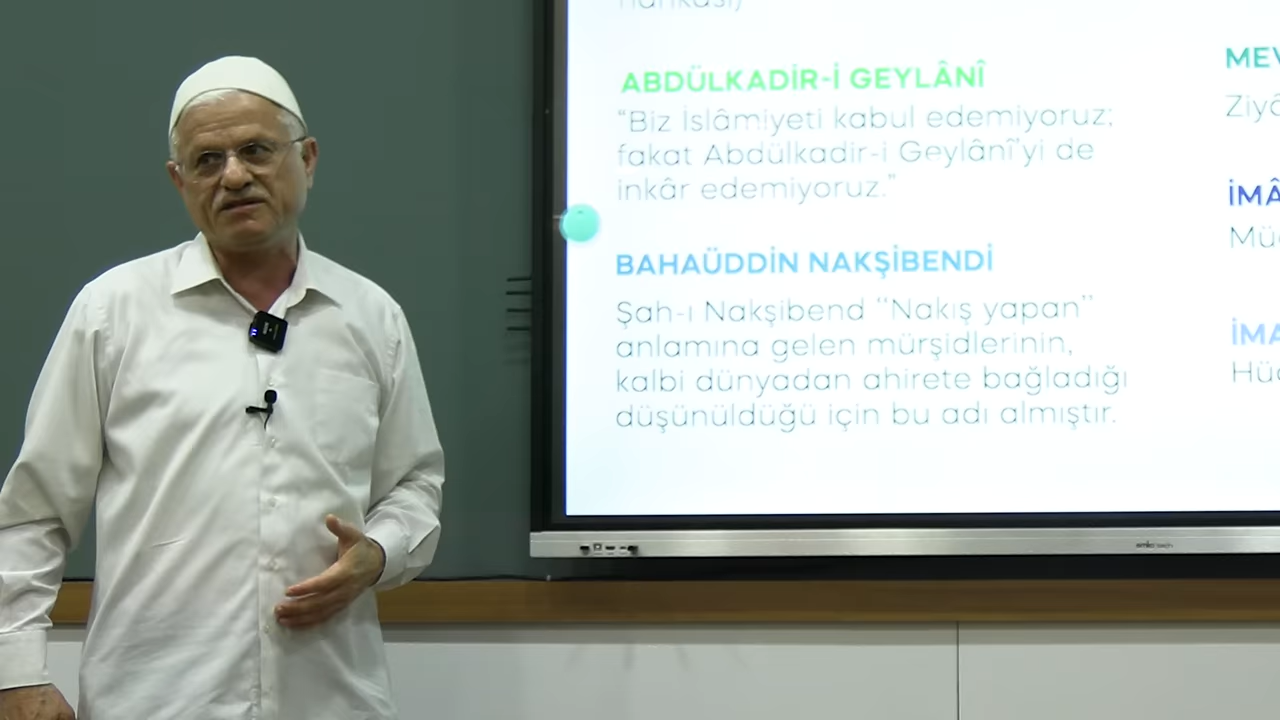 ABDÜLKADİR-İ GEYLÂNÎ
“Biz İslâmiyeti kabul edemiyoruz;
fakat Abdülkadir-i Geylânî’yi de
inkâr edemiyoruz.”
BAHAÜDDİN NAKŞİBENDİ
Şah-ı Nakşibend ‘‘Nakış yapan’’
anlamına gelen mürşidlerinin,
kalbi dünyadan ahirete bağladığı
düşünüldüğü için bu adı almıştır.